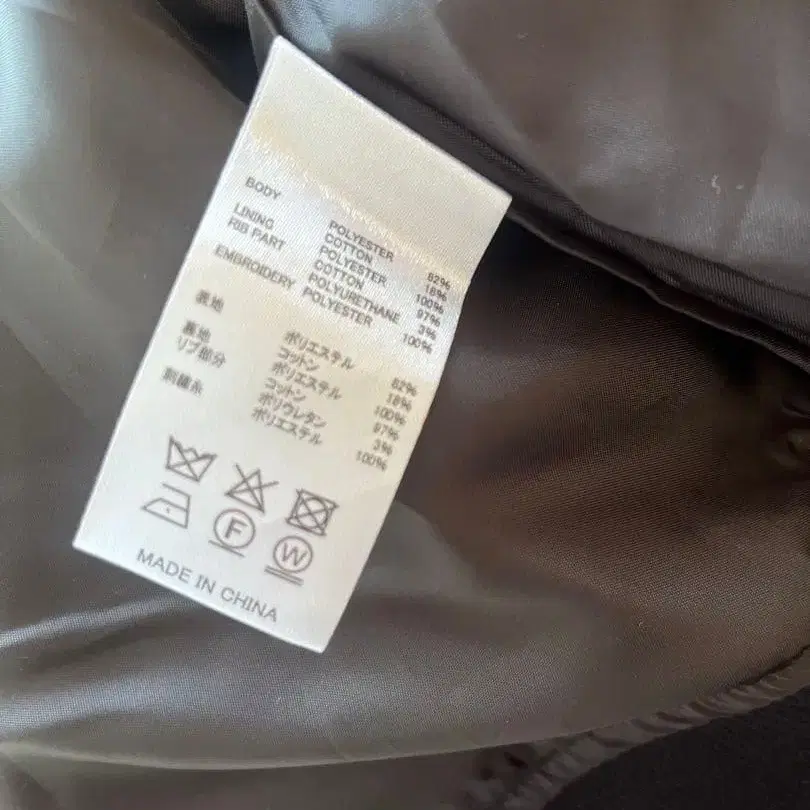 BODY POLYESTER 82%
COTTON 18%
LINING POLYESTER 100%
RIB PART COTTON 97%
POLYURETHANE 3%
EMBROIDERY POLYESTER 100%
表地 ポリエステル 82%
コットン 18%
裏地 ポリエステル 100%
リブ部分 コットン 97%
ポリウレタン 3%
刺繍糸 ポリエステル 100%
F
W
MADE IN CHINA